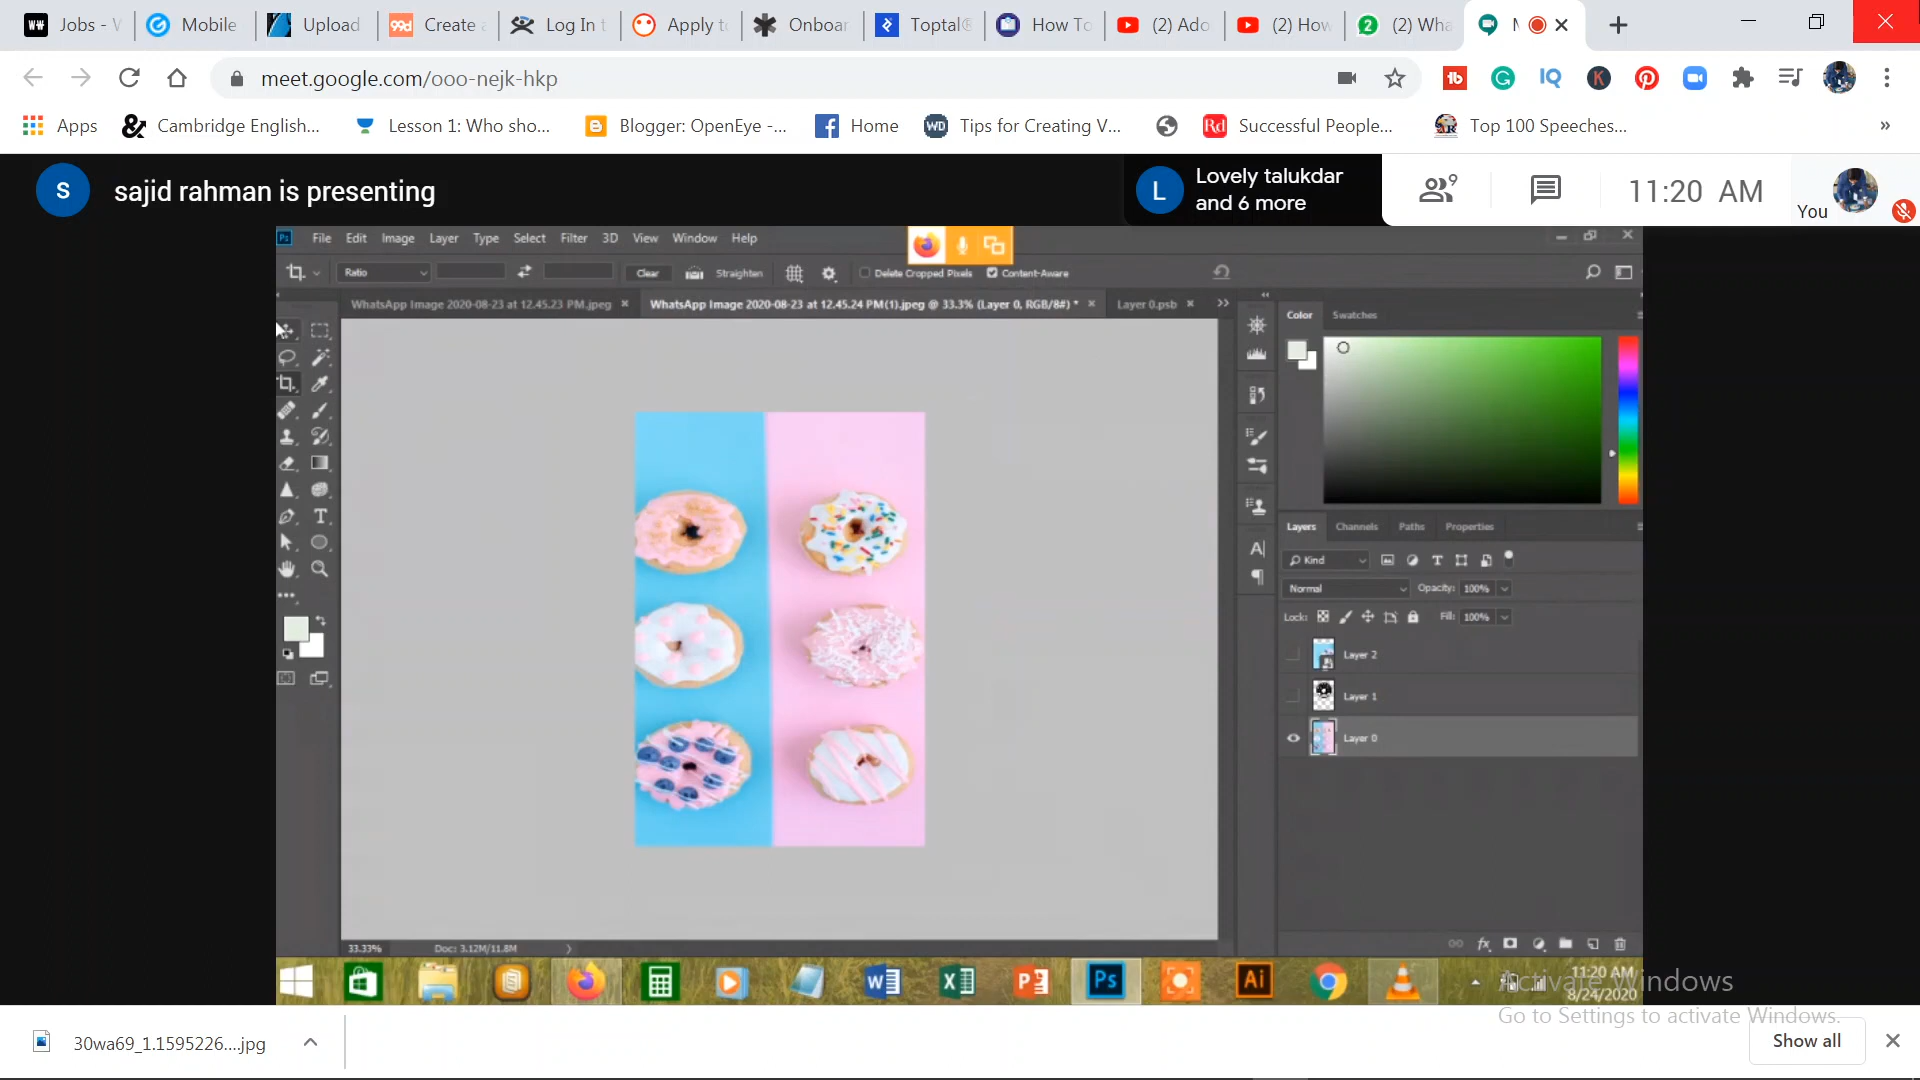 Jobs - V
Mobile
Upload
Create a
Log In t
Apply to
Onboar
Toptal®
How To
(2) Ado
(2) How
(2) Wha
meet.google.com/ooo-nejk-hkp
Apps
Cambridge English...
Lesson 1: Who sho...
Blogger: OpenEye -...
Home
Tips for Creating V...
Successful People...
Top 100 Speeches...
»
S
sajid rahman is presenting
L
Lovely talukdar
and 6 more
9
11:20 AM
You
Ps File Edit Image Layer Type Select Filter 3D View Window Help
Ratio
Clear
Straighten
Delete Cropped Pixels
Content-Aware
WhatsApp Image 2020-08-23 at 12.45.23 PM.jpeg
WhatsApp Image 2020-08-23 at 12.45.24 PM(1).jpeg @ 33.3% (Layer 0, RGB/8#) *
Layer 0.psb
Color
Swatches
Layers
Channels
Paths
Properties
Kind
Normal
Opacity: 100%
Lock:
Fill: 100%
Layer 2
Layer 1
Layer 0
33.33%
Doc: 3.12M/11.8M
11:20 AM
8/24/2020
Activate Windows
Go to Settings to activate Windows.
30wa69_1.1595226....jpg
Show all